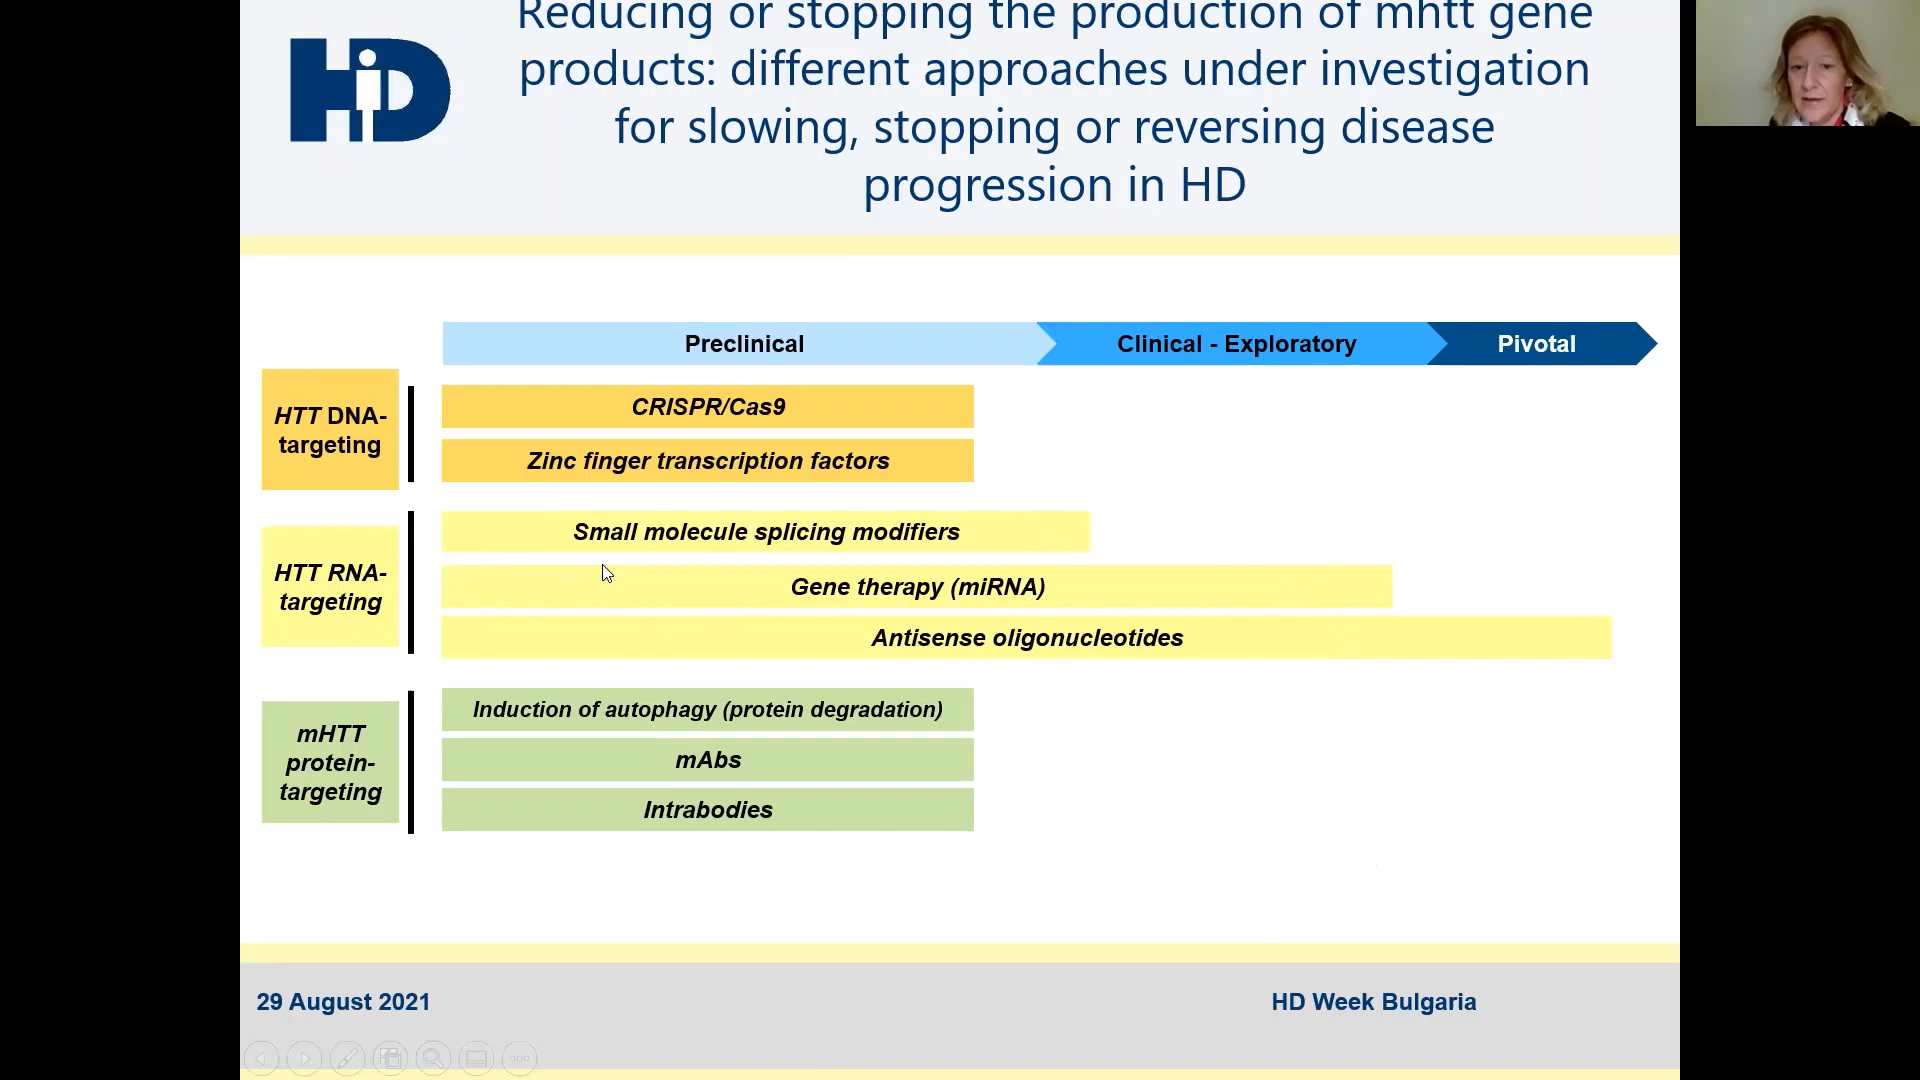 Reducing or stopping the production of mhtt gene
products: different approaches under investigation
for slowing, stopping or reversing disease
progression in HD
HD
Preclinical
Clinical - Exploratory
Pivotal
HTT DNA-
targeting
CRISPR/Cas9
Zinc finger transcription factors
HTT RNA-
targeting
Small molecule splicing modifiers
Gene therapy (miRNA)
Antisense oligonucleotides
mHTT
protein-
targeting
Induction of autophagy (protein degradation)
mAbs
Intrabodies
29 August 2021
HD Week Bulgaria